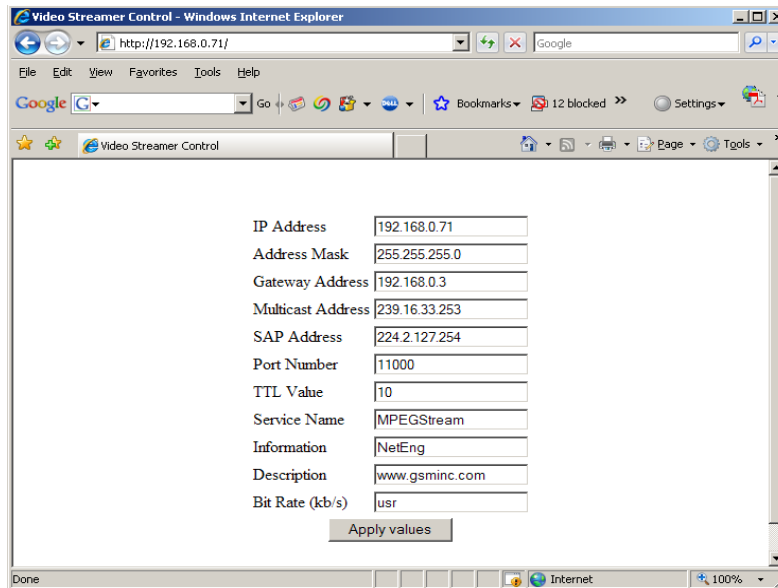 Video Streamer Control - Windows Internet Explorer
http://192.168.0.71/ Google
File Edit View Favorites Tools Help
Google G Go DELL Bookmarks 12 blocked >> Settings
Video Streamer Control Page Tools
IP Address 192.168.0.71
Address Mask 255.255.255.0
Gateway Address 192.168.0.3
Multicast Address 239.16.33.253
SAP Address 224.2.127.254
Port Number 11000
TTL Value 10
Service Name MPEGStream
Information NetEng
Description www.gsminc.com
Bit Rate (kb/s) usr
Apply values
Done Internet 100%